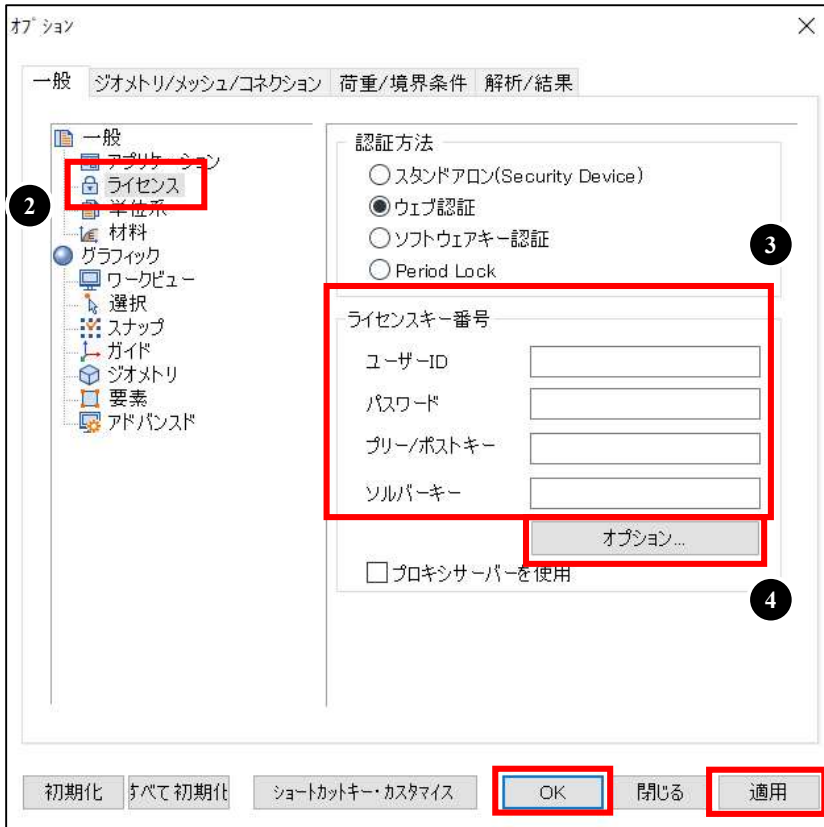 オプション
一般 ジオメトリ/メッシュ/コネクション 荷重/境界条件 解析/結果
一般
アプリケーション
ライセンス
2
単位系
材料
グラフィック
ワークビュー
選択
スナップ
ガイド
ジオメトリ
要素
アドバンスド
認証方法
スタンドアロン(Security Device)
ウェブ認証
ソフトウェアキー認証
3
Period Lock
ライセンスキー番号
ユーザーID
パスワード
プリー/ポストキー
ソルバーキー
オプション...
プロキシサーバーを使用
4
初期化 すべて初期化 ショートカットキー・カスタマイス OK 閉じる 適用